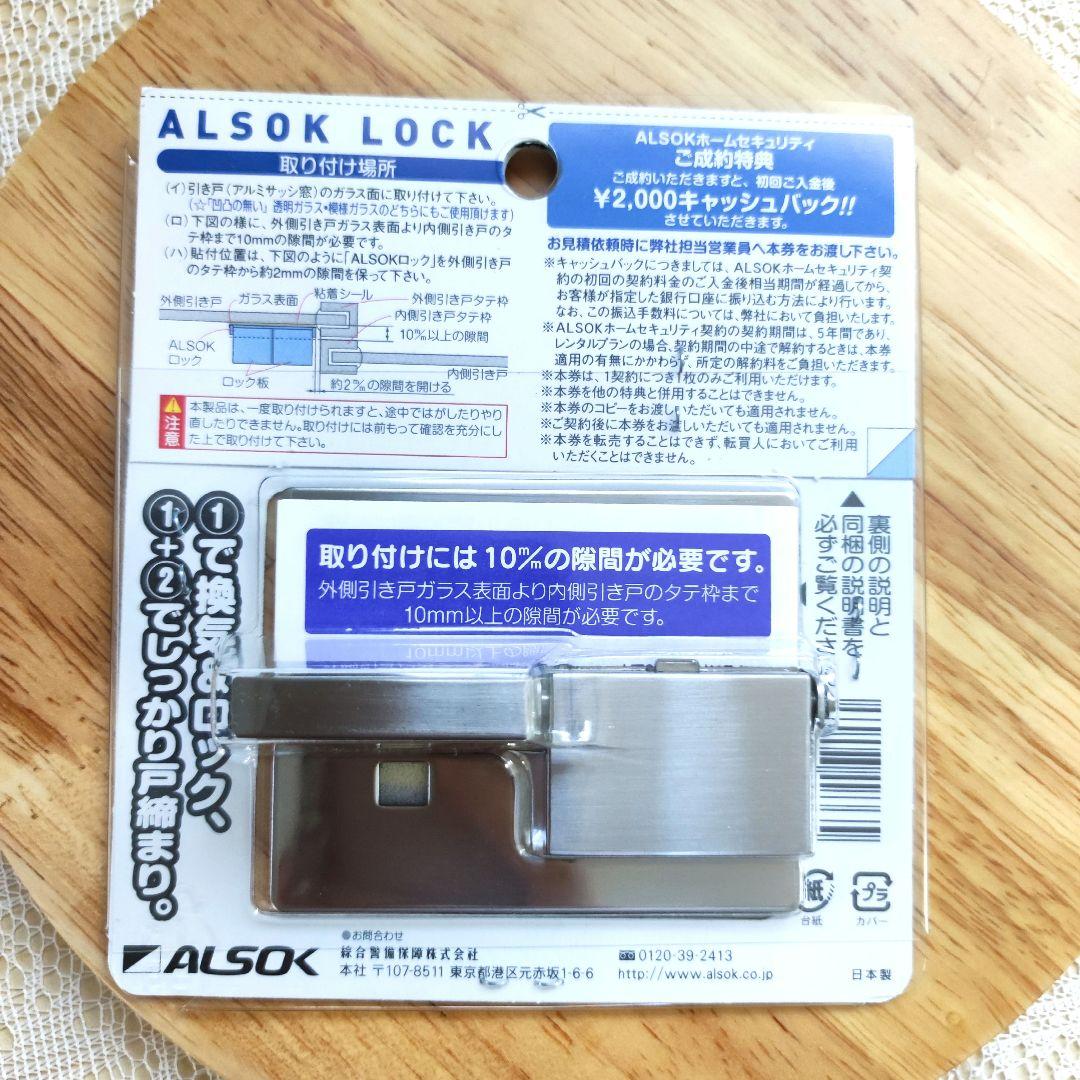 ALSOK LOCK
取り付け場所
(イ)引き戸(アルミサッシ窓)のガラス面に取り付けて下さい。
(☆「凹凸の無い」透明ガラス・模様ガラスのどちらにもご使用頂けます)
(ロ)下図の様に、外側引き戸ガラス表面より内側引き戸のタ
テ枠まで10mmの隙間が必要です。
(ハ)貼付位置は、下図のように「ALSOKロック」を外側引き戸
のタテ枠から約2mmの隙間を保って下さい。
外側引き戸
ガラス表面
粘着シール
外側引き戸タテ枠
内側引き戸タテ枠
10㎜以上の隙間
ALSOK
ロック
ロック板
内側引き戸
約2㎜の隙間を開ける
注意
本製品は、一度取り付けられますと、途中ではがしたりやり
直したりできません。取り付けには前もって確認を充分にし
た上で取り付けて下さい。
ALSOKホームセキュリティ
ご成約特典
ご成約いただきますと、初回ご入金後
¥2,000キャッシュバック!!
させていただきます。
お見積依頼時に弊社担当営業員へ本券をお渡し下さい。
※キャッシュバックにつきましては、ALSOKホームセキュリティ契
約の初回の契約料金のご入金後相当期間が経過してから、
お客様が指定した銀行口座に振り込む方法により行います。
なお、この振込手数料については、弊社において負担いたします。
※ALSOKホームセキュリティ契約の契約期間は、5年間であり、
レンタルプランの場合、契約期間の中途で解約するときは、本券
適用の有無にかかわらず、所定の解約料をご負担いただきます。
※本券は、1契約につき1枚のみご利用いただけます。
※本券を他の特典と併用することはできません。
※本券のコピーをお渡しいただいても適用されません。
※ご契約後に本券をお渡しいただいても適用されません。
※本券を転売することはできず、転買人においてご利用
いただくことはできません。
①で換気&ロック、
①+②でしっかり戸締まり。
取り付けには10㎜の隙間が必要です。
外側引き戸ガラス表面より内側引き戸のタテ枠まで
10mm以上の隙間が必要です。
▲裏側の説明と
同梱の説明書を
必ずご覧くださ
紙
台紙
プラ
カバー
ALSOK
●お問合わせ
綜合警備保障株式会社
本社 〒107-8511 東京都港区元赤坂1-6-6
0120-39-2413
http://www.alsok.co.jp
日本製